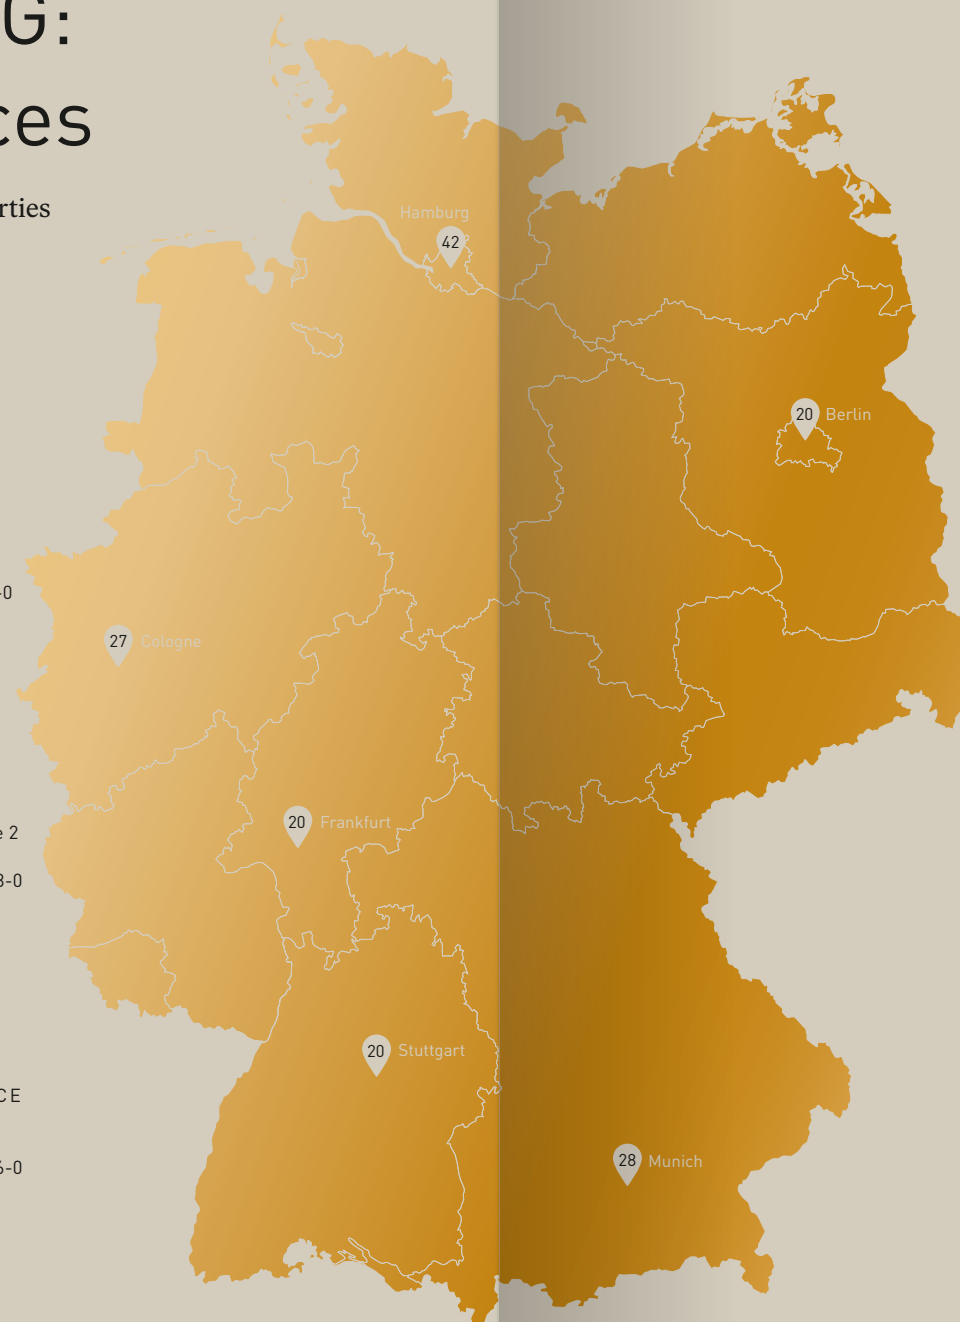 G:
ces
rties
Hamburg
42
20 Berlin
-0
27 Cologne
20 Frankfurt
e 2
3-0
20 Stuttgart
CE
28 Munich
6-0